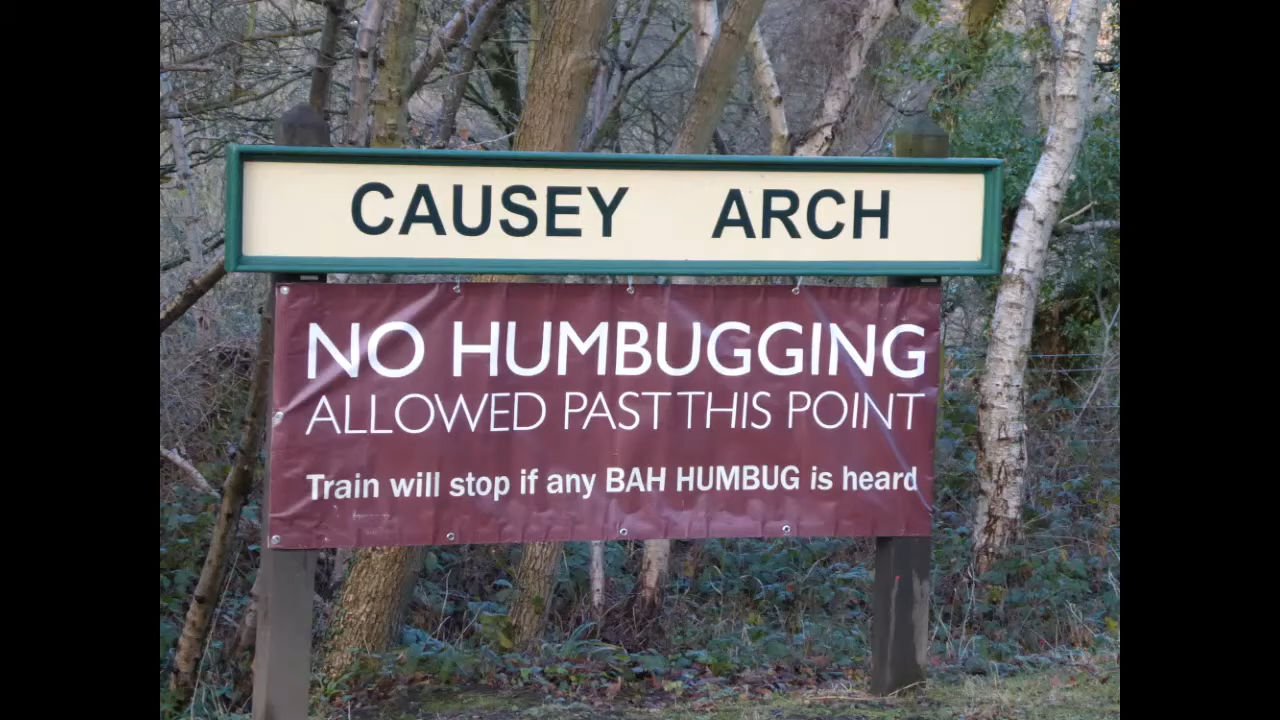 CAUSEY ARCH
NO HUMBUGGING
ALLOWED PAST THIS POINT
Train will stop if any BAH HUMBUG is heard